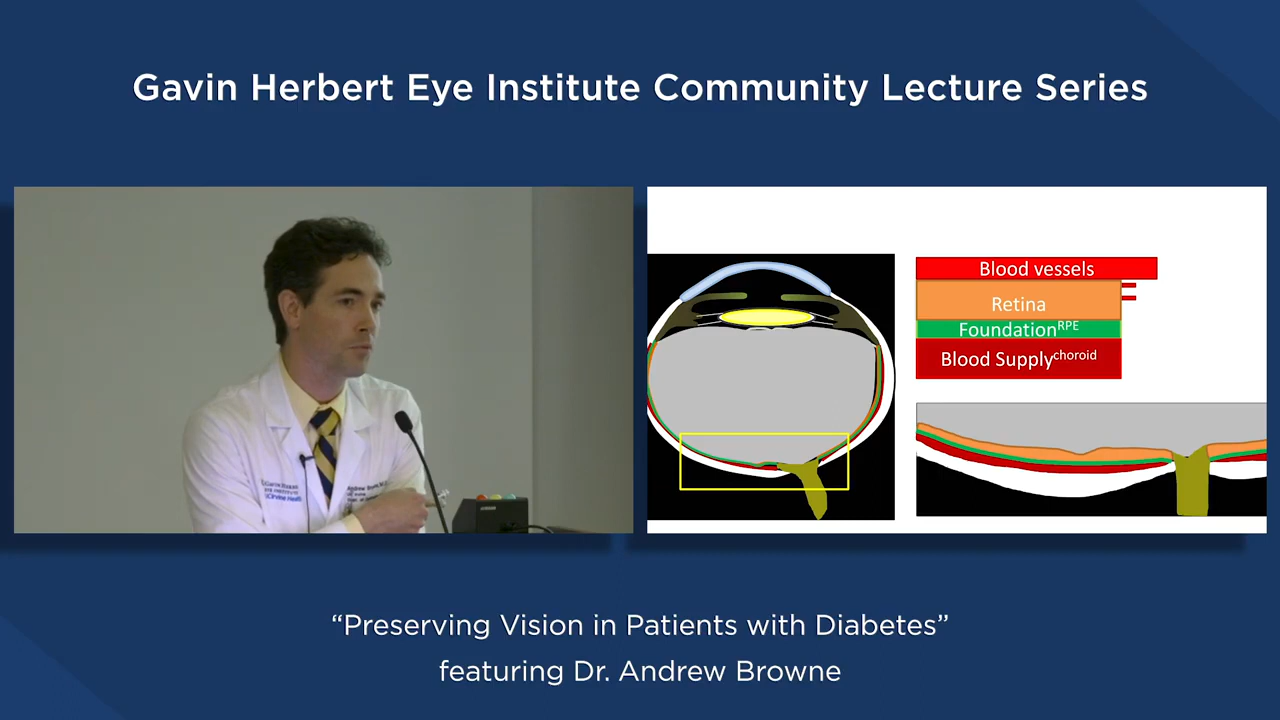 Gavin Herbert Eye Institute Community Lecture Series
Blood vessels
Retina
FoundationRPE
Blood Supplychoroid
“Preserving Vision in Patients with Diabetes”
featuring Dr. Andrew Browne